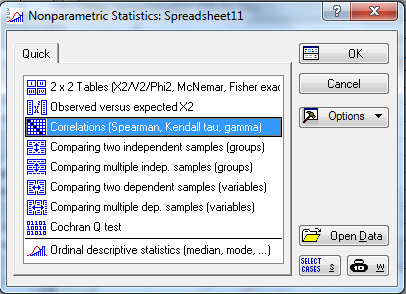 Nonparametric Statistics: Spreadsheet11
Quick
2 x 2 Tables (X2/V2/Phi2, McNemar, Fisher exac
Observed versus expected X2
Correlations (Spearman, Kendall tau, gamma)
Comparing two independent samples (groups)
Comparing multiple indep. samples (groups)
Comparing two dependent samples (variables)
Comparing multiple dep. samples (variables)
Cochran Q test
Ordinal descriptive statistics (median, mode, ...)
OK
Cancel
Options
Open Data
SELECT CASES S
W